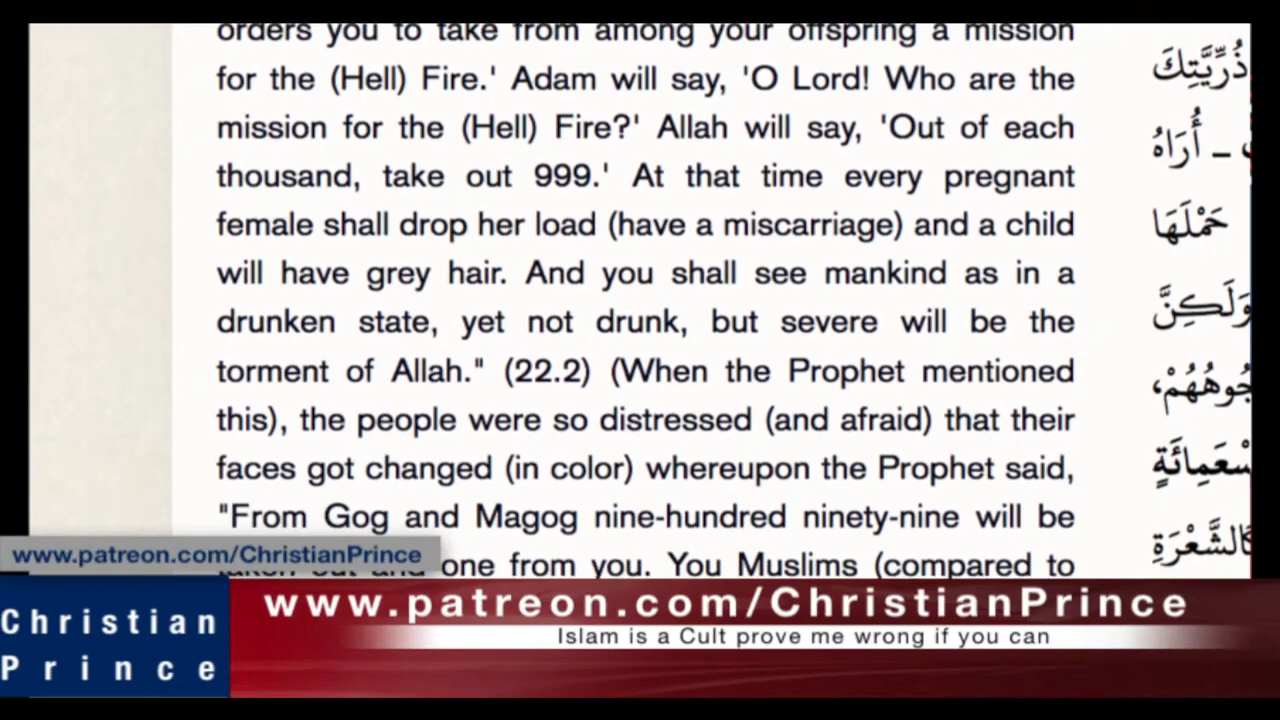 orders you to take from among your offspring a mission
for the (Hell) Fire.' Adam will say, 'O Lord! Who are the
mission for the (Hell) Fire?' Allah will say, 'Out of each
thousand, take out 999.' At that time every pregnant
female shall drop her load (have a miscarriage) and a child
will have grey hair. And you shall see mankind as in a
drunken state, yet not drunk, but severe will be the
torment of Allah." (22.2) (When the Prophet mentioned
this), the people were so distressed (and afraid) that their
faces got changed (in color) whereupon the Prophet said,
"From Gog and Magog nine-hundred ninety-nine will be
taken out and one from you. You Muslims (compared to
ذُرِّيَّتِكَ
ـ أُرَاهُ
حَمْلَهَا
وَلَكِنَّ
جُوهُهُمْ،
سْعَمِائَةٍ
كَالشَّعْرَةِ
www.patreon.com/ChristianPrince
Christian
Prince
www.patreon.com/ChristianPrince
Islam is a Cult prove me wrong if you can